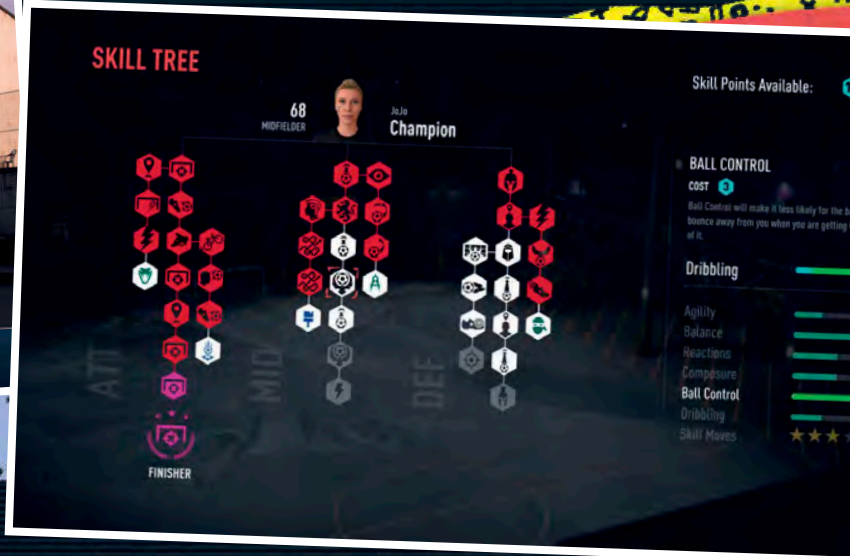 SKILL TREE
68
MIDFIELDER
JoJo
Champion
Skill Points Available:
BALL CONTROL
COST 3
Ball Control will make it less likely for the b
bounce away from you when you are getting
of it.
Dribbling
Agility
Balance
Reactions
Composure
Ball Control
Dribbling
Skill Moves
ATT
MID
DEF
FINISHER